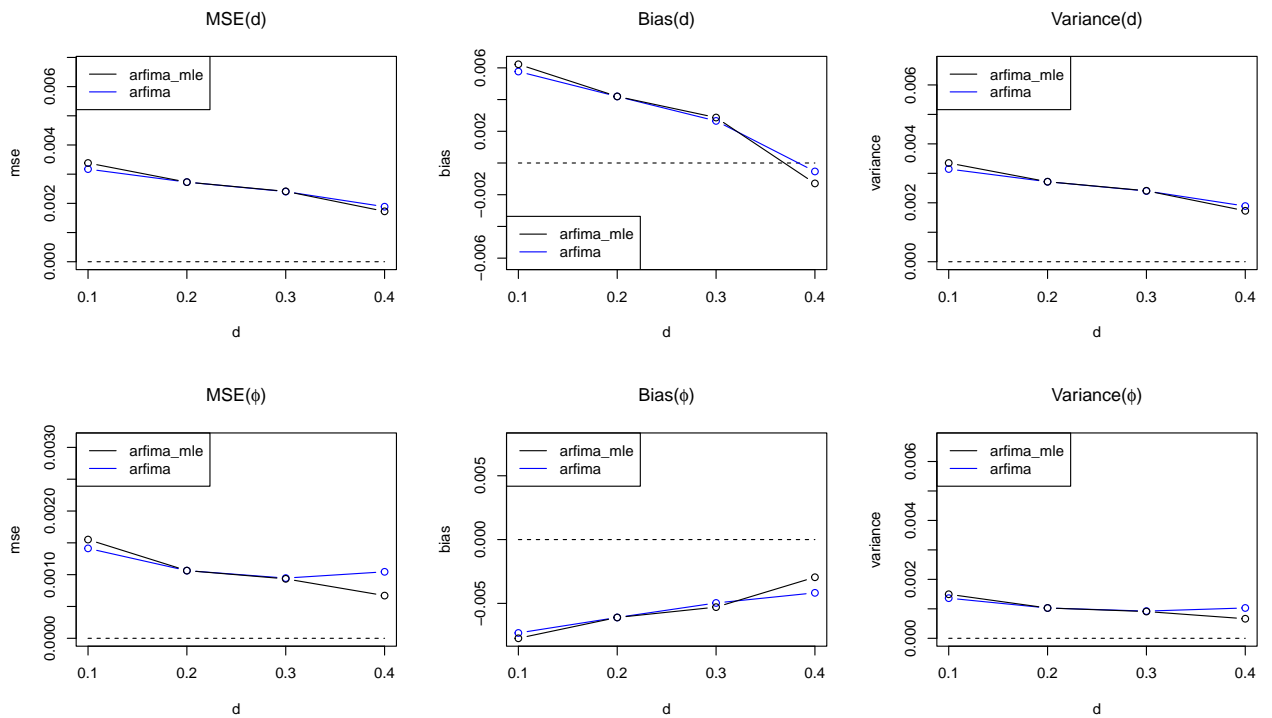 MSE(d)
mse
0.000 0.002 0.004 0.006
arfima_mle
arfima
0.1 0.2 0.3 0.4
d
Bias(d)
bias
−0.006 −0.002 0.002 0.006
arfima_mle
arfima
0.1 0.2 0.3 0.4
d
Variance(d)
variance
0.000 0.002 0.004 0.006
arfima_mle
arfima
0.1 0.2 0.3 0.4
d
MSE(ϕ)
mse
0.0000 0.0010 0.0020 0.0030
arfima_mle
arfima
0.1 0.2 0.3 0.4
d
Bias(ϕ)
bias
−0.005 0.000 0.005
arfima_mle
arfima
0.1 0.2 0.3 0.4
d
Variance(ϕ)
variance
0.000 0.002 0.004 0.006
arfima_mle
arfima
0.1 0.2 0.3 0.4
d